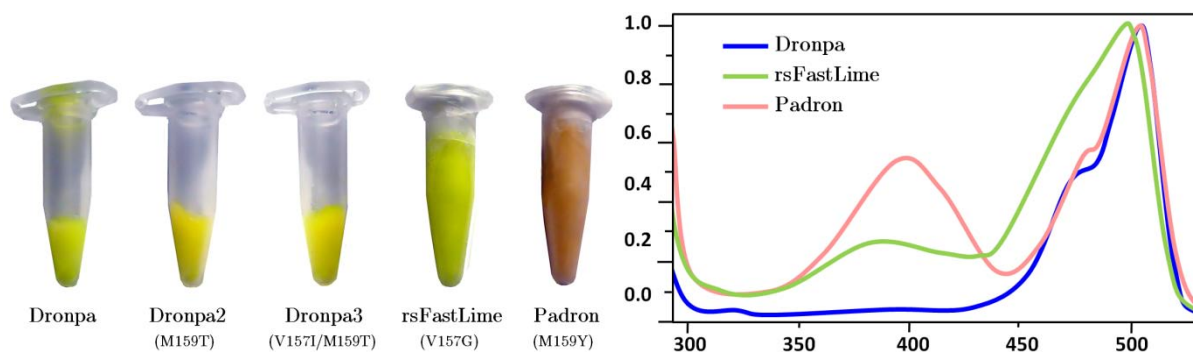 Dronpa
Dronpa2
(M159T)
Dronpa3
(V157I/M159T)
rsFastLime
(V157G)
Padron
(M159Y)
1.0
0.8
0.6
0.4
0.2
0.0
Dronpa
rsFastLime
Padron
300 350 400 450 500